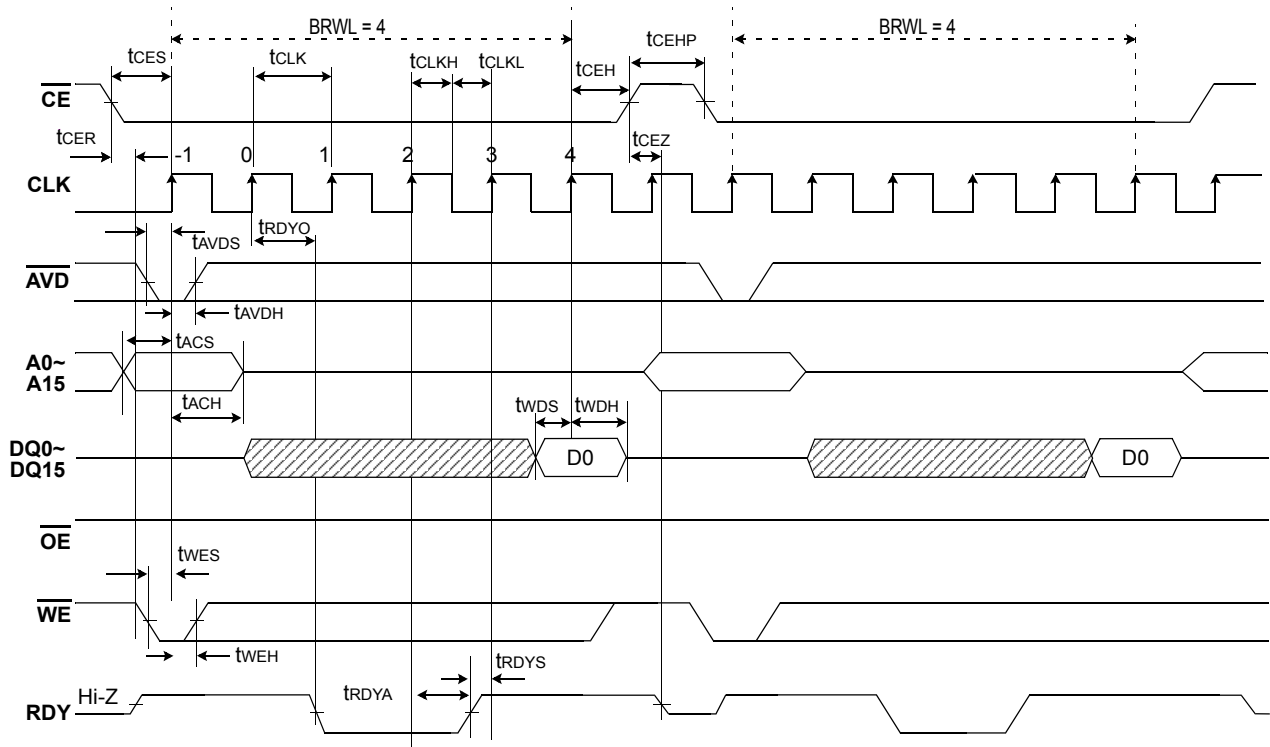 BRWL = 4 BRWL = 4
tCES tCLK tCLKH tCLKL tCEH tCEHP
CE
tCER tCEZ
-1 0 1 2 3 4
CLK
tRDYO
tAVDS
AVD
tAVDH
tACS
A0~
A15
tACH
tWDS tWDH
DQ0~
DQ15
D0 D0
OE
tWES
WE
tWEH
tRDYS
tRDYA
Hi-Z
RDY